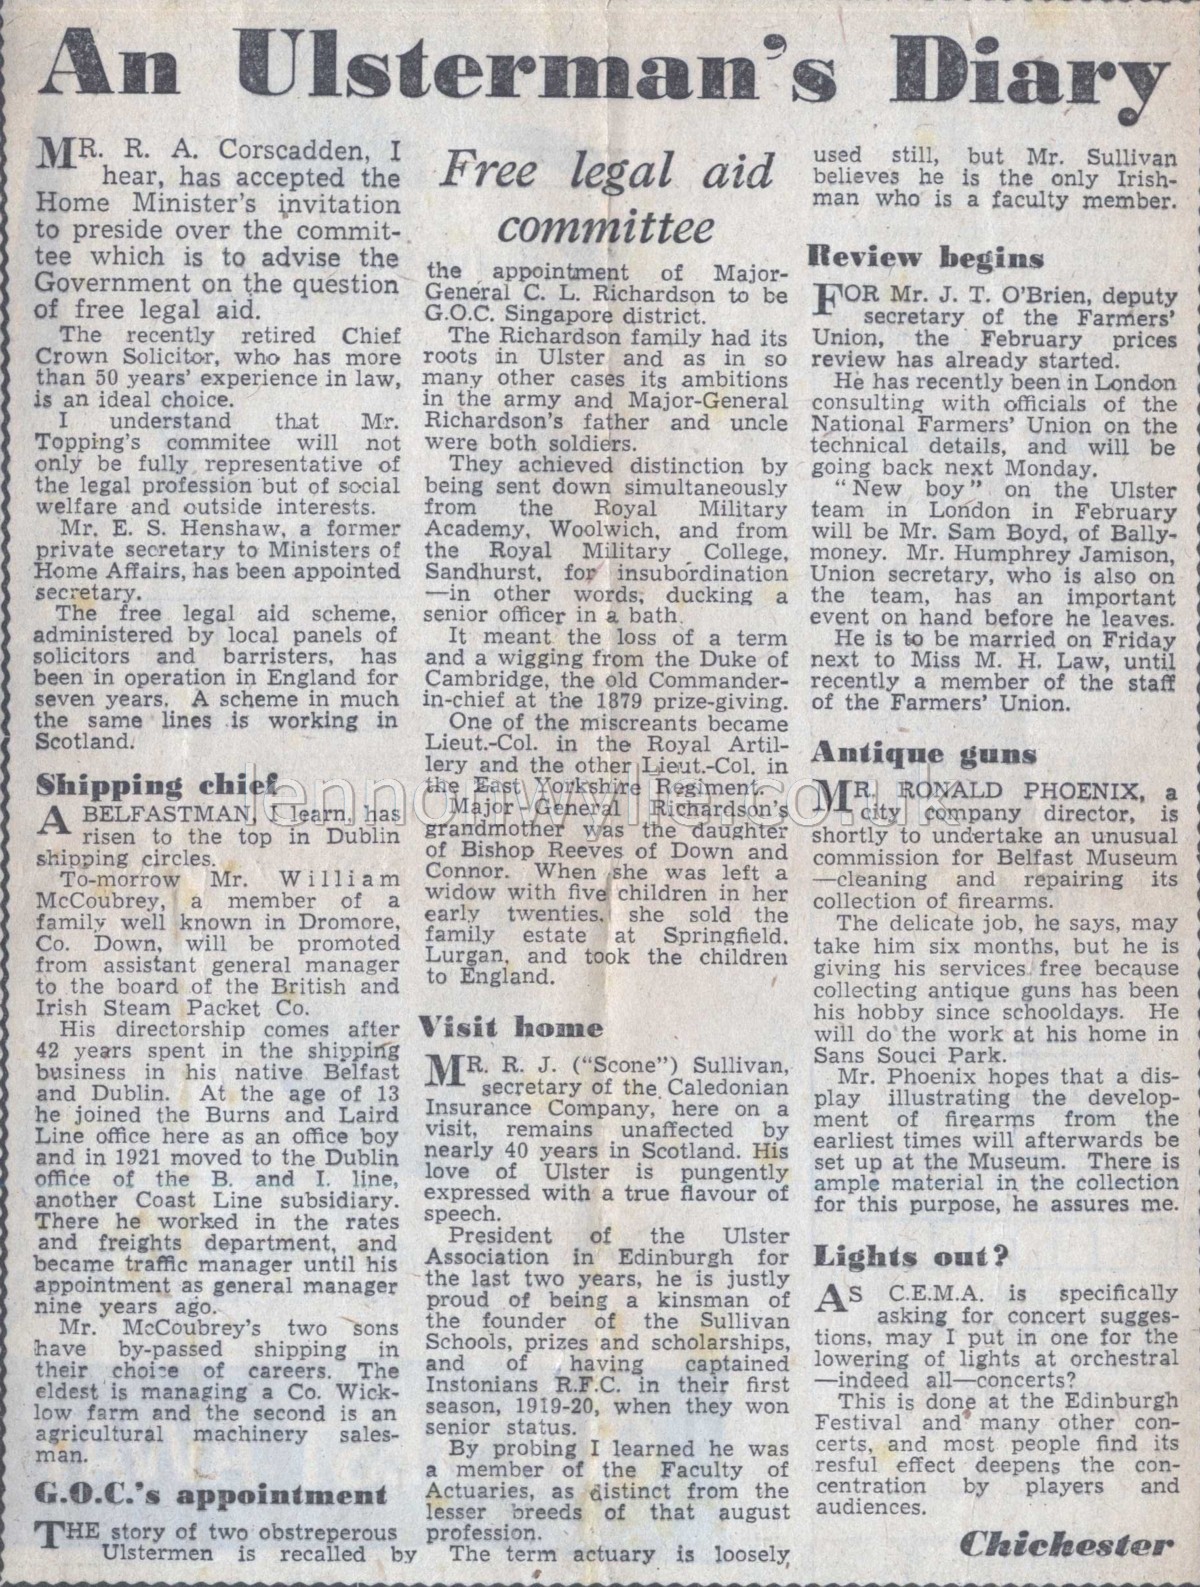 An Ulsterman's Diary
MR. R. A. Corscadden, I
hear, has accepted the
Home Minister's invitation
to preside over the commit-
tee which is to advise the
Government on the question
of free legal aid.
The recently retired Chief
Crown Solicitor, who has more
than 50 years' experience in law,
is an ideal choice.
I understand that Mr.
Topping's commitee will not
only be fully representative of
the legal profession but of social
welfare and outside interests.
Mr. E. S. Henshaw, a former
private secretary to Ministers of
Home Affairs, has been appointed
secretary.
The free legal aid scheme,
administered by local panels of
solicitors and barristers, has
been in operation in England for
seven years. A scheme in much
the same lines is working in
Scotland.
Shipping chief
A BELFASTMAN, I learn, has
risen to the top in Dublin
shipping circles.
To-morrow Mr. William
McCoubrey, a member of a
family well known in Dromore,
Co. Down, will be promoted
from assistant general manager
to the board of the British and
Irish Steam Packet Co.
His directorship comes after
42 years spent in the shipping
business in his native Belfast
and Dublin. At the age of 13
he joined the Burns and Laird
Line office here as an office boy
and in 1921 moved to the Dublin
office of the B. and I. line,
another Coast Line subsidiary.
There he worked in the rates
and freights department, and
became traffic manager until his
appointment as general manager
nine years ago.
Mr. McCoubrey's two sons
have by-passed shipping in
their choice of careers. The
eldest is managing a Co. Wick-
low farm and the second is an
agricultural machinery sales-
man.
G.O.C.'s appointment
THE story of two obstreperous
Ulstermen is recalled by
Free legal aid
committee
the appointment of Major-
General C. L. Richardson to be
G.O.C. Singapore district.
The Richardson family had its
roots in Ulster and as in so
many other cases its ambitions
in the army and Major-General
Richardson's father and uncle
were both soldiers.
They achieved distinction by
being sent down simultaneously
from the Royal Military
Academy, Woolwich, and from
the Royal Military College,
Sandhurst, for insubordination
—in other words, ducking a
senior officer in a bath.
It meant the loss of a term
and a wigging from the Duke of
Cambridge, the old Commander-
in-chief at the 1879 prize-giving.
One of the miscreants became
Lieut.-Col. in the Royal Artil-
lery and the other Lieut.-Col. in
the East Yorkshire Regiment.
Major-General Richardson's
grandmother was the daughter
of Bishop Reeves of Down and
Connor. When she was left a
widow with five children in her
early twenties, she sold the
family estate at Springfield,
Lurgan, and took the children
to England.
Visit home
MR. R. J. ("Scone") Sullivan,
secretary of the Caledonian
Insurance Company, here on a
visit, remains unaffected by
nearly 40 years in Scotland. His
love of Ulster is pungently
expressed with a true flavour of
speech.
President of the Ulster
Association in Edinburgh for
the last two years, he is justly
proud of being a kinsman of
the founder of the Sullivan
Schools, prizes and scholarships,
and of having captained
Instonians R.F.C. in their first
season, 1919-20, when they won
senior status.
By probing I learned he was
a member of the Faculty of
Actuaries, as distinct from the
lesser breeds of that august
profession.
The term actuary is loosely
used still, but Mr. Sullivan
believes he is the only Irish-
man who is a faculty member.
Review begins
FOR Mr. J. T. O'Brien, deputy
secretary of the Farmers'
Union, the February prices
review has already started.
He has recently been in London
consulting with officials of the
National Farmers' Union on the
technical details, and will be
going back next Monday.
"New boy" on the Ulster
team in London in February
will be Mr. Sam Boyd, of Bally-
money. Mr. Humphrey Jamison,
Union secretary, who is also on
the team, has an important
event on hand before he leaves.
He is to be married on Friday
next to Miss M. H. Law, until
recently a member of the staff
of the Farmers' Union.
Antique guns
MR. RONALD PHOENIX, a
city company director, is
shortly to undertake an unusual
commission for Belfast Museum
—cleaning and repairing its
collection of firearms.
The delicate job, he says, may
take him six months, but he is
giving his services free because
collecting antique guns has been
his hobby since schooldays. He
will do the work at his home in
Sans Souci Park.
Mr. Phoenix hopes that a dis-
play illustrating the develop-
ment of firearms from the
earliest times will afterwards be
set up at the Museum. There is
ample material in the collection
for this purpose, he assures me.
Lights out?
AS C.E.M.A. is specifically
asking for concert sugges-
tions, may I put in one for the
lowering of lights at orchestral
—indeed all—concerts?
This is done at the Edinburgh
Festival and many other con-
certs, and most people find its
resful effect deepens the con-
centration by players and
audiences.
Chichester
lennonwylie.co.uk